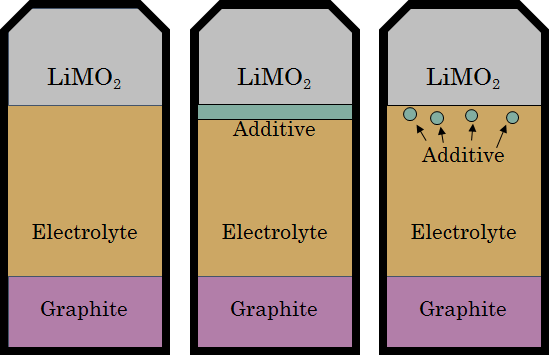 LiMO₂
Electrolyte
Graphite
LiMO₂
Additive
Electrolyte
Graphite
LiMO₂
Additive
Electrolyte
Graphite